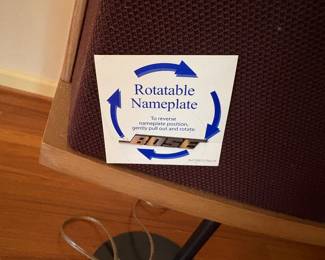 Rotatable
Nameplate
To reverse
nameplate position,
gently pull out and rotate.
BOSE